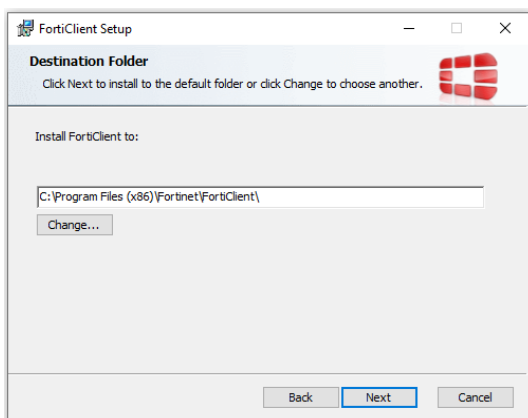 FortiClient Setup
Destination Folder
Click Next to install to the default folder or click Change to choose another.
Install FortiClient to:
C:\Program Files (x86)\Fortinet\FortiClient\
Change...
Back Next Cancel